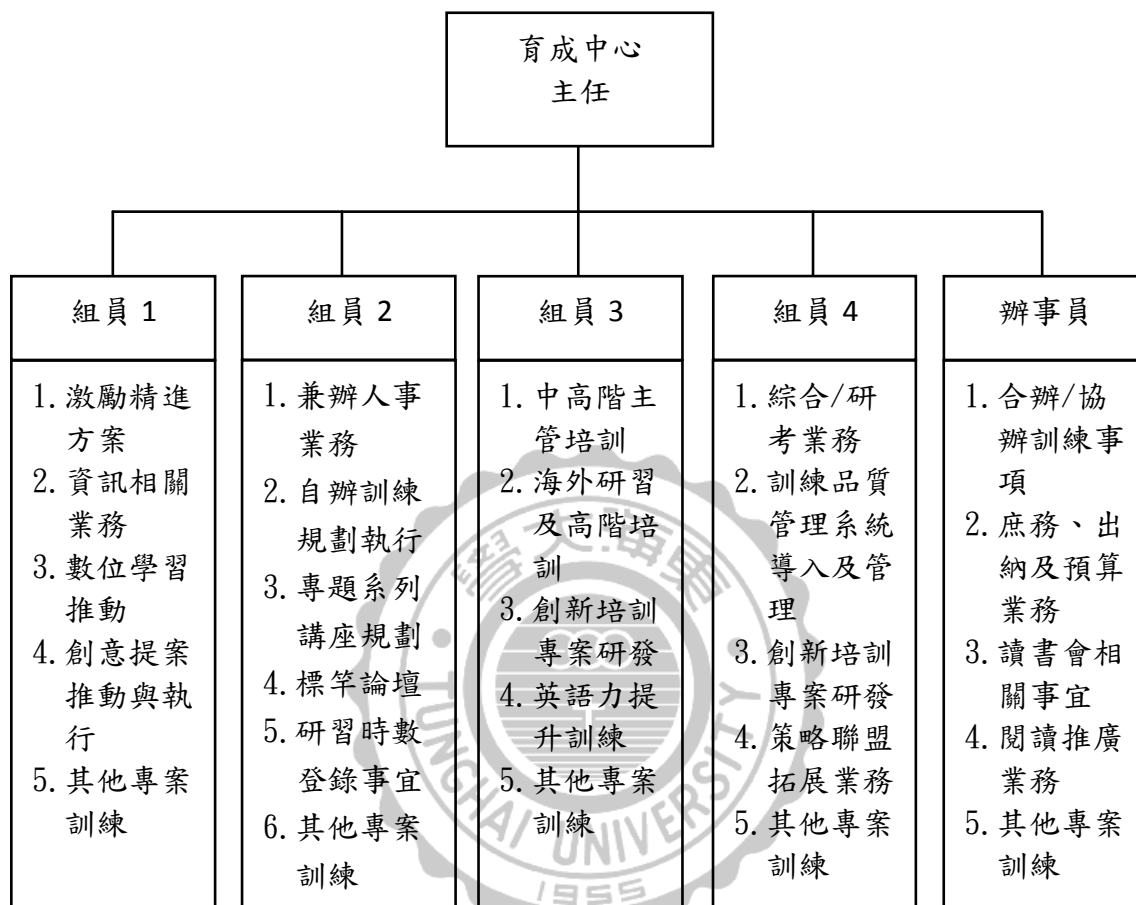 育成中心
主任
組員 1
1.激勵精進
方案
2.資訊相關
業務
3.數位學習
推動
4.創意提案
推動與執
行
5.其他專案
訓練
組員 2
1.兼辦人事
業務
2.自辦訓練
規劃執行
3.專題系列
講座規劃
4.標竿論壇
5.研習時數
登錄事宜
6.其他專案
訓練
組員 3
1.中高階主
管培訓
2.海外研習
及高階培
訓
3.創新培訓
專案研發
4.英語力提
升訓練
5.其他專案
訓練
組員 4
1.綜合/研
考業務
2.訓練品質
管理系統
導入及管
理
3.創新培訓
專案研發
4.策略聯盟
拓展業務
5.其他專案
訓練
辦事員
1.合辦/協
辦訓練事
項
2.庶務、出
納及預算
業務
3.讀書會相
關事宜
4.閱讀推廣
業務
5.其他專案
訓練
學大海東
TUNGHAI UNIVERSITY
1955